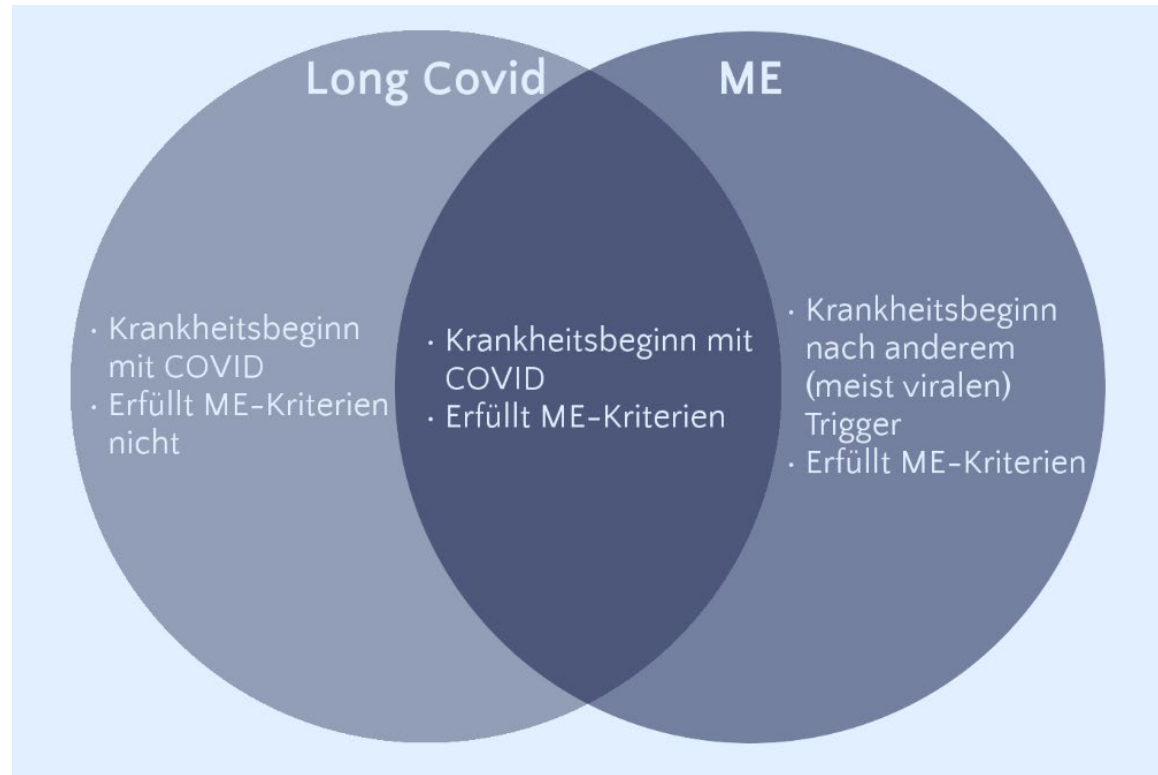 Long Covid
ME
· Krankheitsbeginn
mit COVID
· Erfüllt ME-Kriterien
nicht
· Krankheitsbeginn mit
COVID
· Erfüllt ME-Kriterien
· Krankheitsbeginn
nach anderem
(meist viralen)
Trigger
· Erfüllt ME-Kriterien